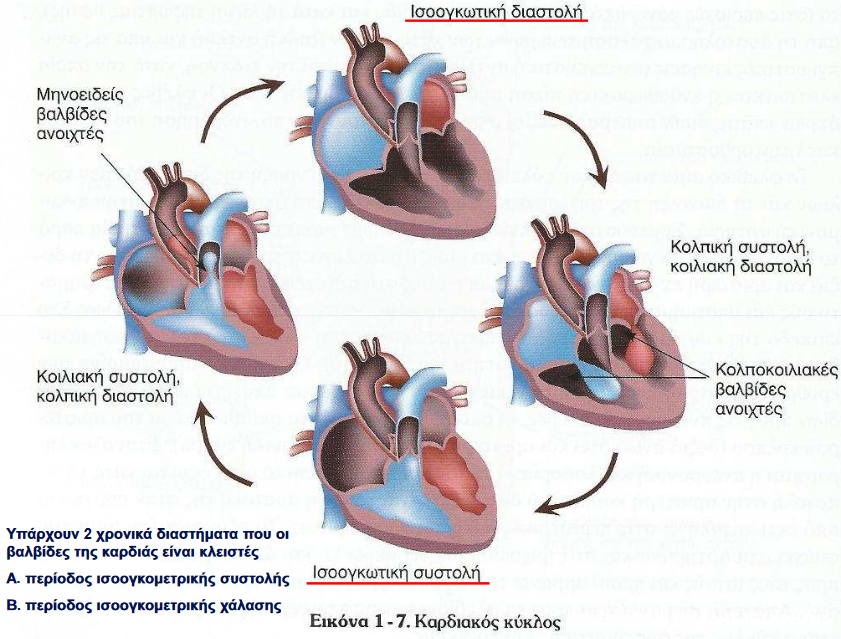 Ισοογκωτική διαστολή
Μηνοειδείς
βαλβίδες
ανοιχτές
Κολπική συστολή,
κοιλιακή διαστολή
Κολποκοιλιακές
βαλβίδες
ανοιχτές
Κοιλιακή συστολή,
κολπική διαστολή
Ισοογκωτική συστολή
Υπάρχουν 2 χρονικά διαστήματα που οι
βαλβίδες της καρδιάς είναι κλειστές
Α. περίοδος ισοογκομετρικής συστολής
Β. περίοδος ισοογκομετρικής χάλασης
Εικόνα 1 - 7. Καρδιακός κύκλος